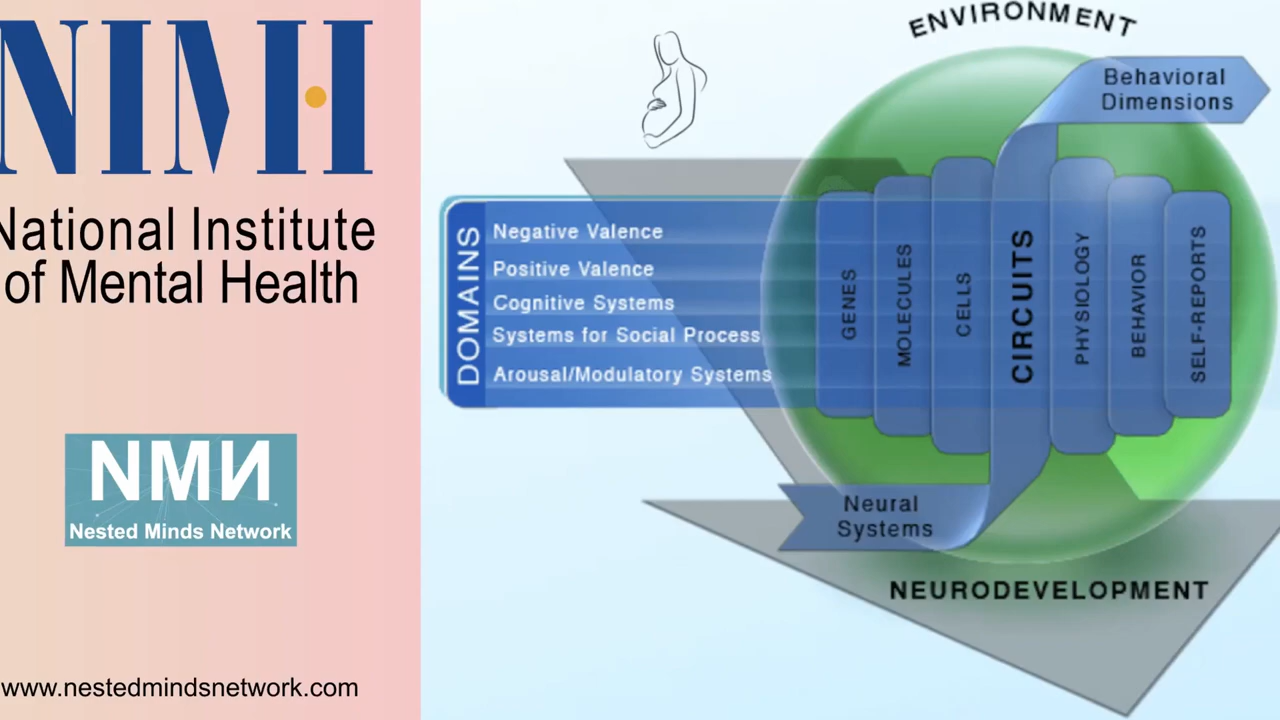 NIMH
National Institute
of Mental Health
NMN
Nested Minds Network
www.nestedmindsnetwork.com
ENVIRONMENT
Behavioral
Dimensions
DOMAINS
Negative Valence
Positive Valence
Cognitive Systems
Systems for Social Process
Arousal/Modulatory Systems
GENES
MOLECULES
CELLS
CIRCUITS
PHYSIOLOGY
BEHAVIOR
SELF-REPORTS
Neural
Systems
NEURODEVELOPMENT